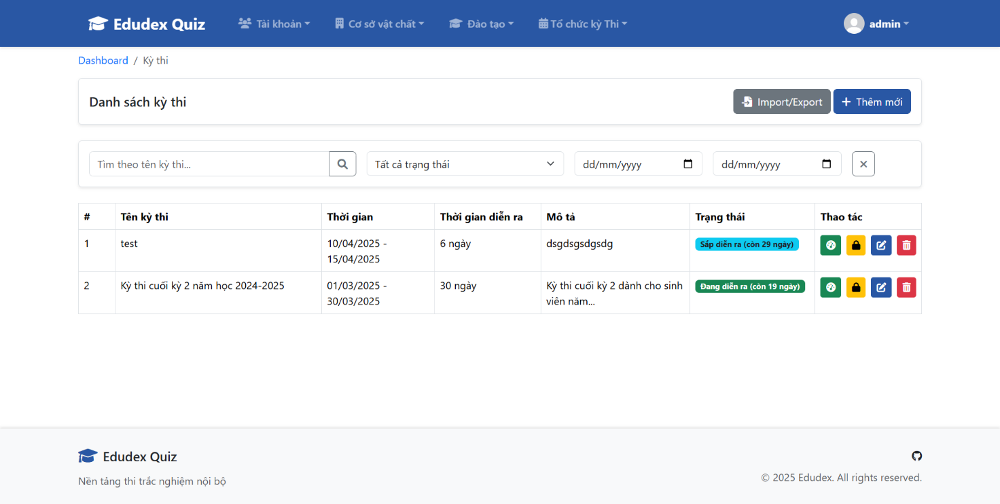 Edudex Quiz Tài khoản Cơ sở vật chất Đào tạo Tổ chức kỳ Thi admin
Dashboard / Kỳ thi
Danh sách kỳ thi Import/Export Thêm mới
Tìm theo tên kỳ thi... Tất cả trạng thái dd/mm/yyyy dd/mm/yyyy
# Tên kỳ thi Thời gian Thời gian diễn ra Mô tả Trạng thái Thao tác
1 test 10/04/2025 - 6 ngày dsgdsgsdgsdg Sắp diễn ra (còn 29 ngày)
15/04/2025
2 Kỳ thi cuối kỳ 2 năm học 2024-2025 01/03/2025 - 30 ngày Kỳ thi cuối kỳ 2 dành cho sinh Đang diễn ra (còn 19 ngày)
30/03/2025 viên năm...
Edudex Quiz
Nền tảng thi trắc nghiệm nội bộ © 2025 Edudex. All rights reserved.